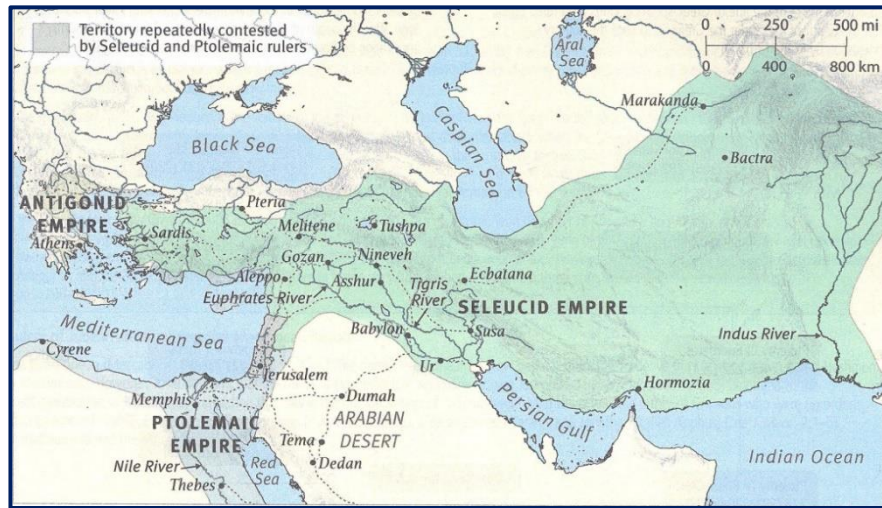 Territory repeatedly contested
by Seleucid and Ptolemaic rulers
0 250 500 mi
0 400 800 km
Aral
Sea
Marakanda
Bactra
Caspian
Sea
Black Sea
ANTIGONID
EMPIRE
Athens
Sardis
Pteria
Melitene
Tushpa
Gozan
Nineveh
Aleppo
Asshur
Euphrates River
Tigris
River
Ecbatana
SELEUCID EMPIRE
Babylon
Susa
Indus River
Mediterranean Sea
Cyrene
Jerusalem
Ur
Hormozia
Memphis
Dumah
Persian Gulf
PTOLEMAIC
EMPIRE
ARABIAN
DESERT
Tema
Dedan
Nile River
Red
Sea
Thebes
Indian Ocean